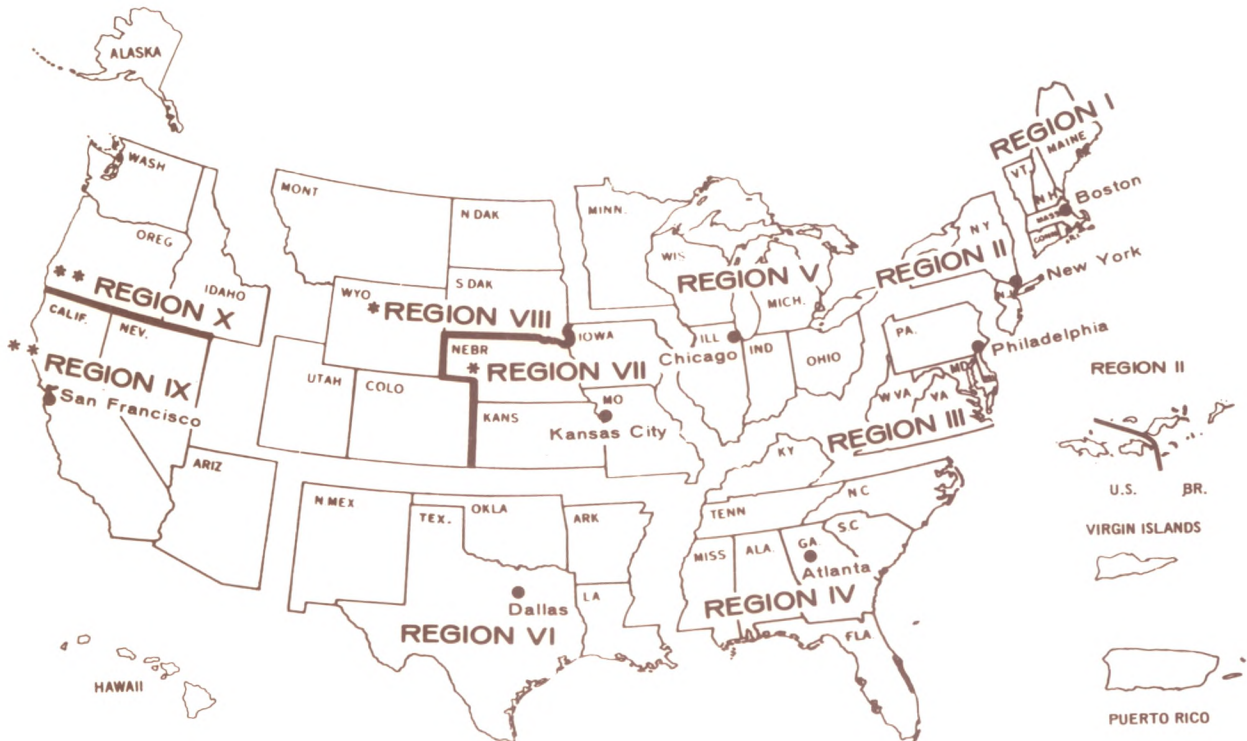 ALASKA
REGION I
MAINE
VT.
N.H.
MASS
Boston
CONN
R.I.
WASH
MONT
N DAK
MINN.
OREG
NY
WIS.
REGION II
New York
N.J.
** REGION X
IDAHO
WYO
S DAK
REGION V
MICH.
*REGION VIII
CALIF.
NEV.
NEBR
IOWA
ILL
Chicago
IND
OHIO
PA.
Philadelphia
MD.
** REGION IX
San Francisco
UTAH
COLO
* REGION VII
KANS
MO
Kansas City
W VA
VA
REGION III
REGION II
KY
ARIZ
N MEX
TEX.
OKLA
ARK
TENN
N C
S.C
U.S. BR.
VIRGIN ISLANDS
MISS
ALA.
GA.
Atlanta
Dallas
LA
REGION IV
REGION VI
FLA.
HAWAII
PUERTO RICO